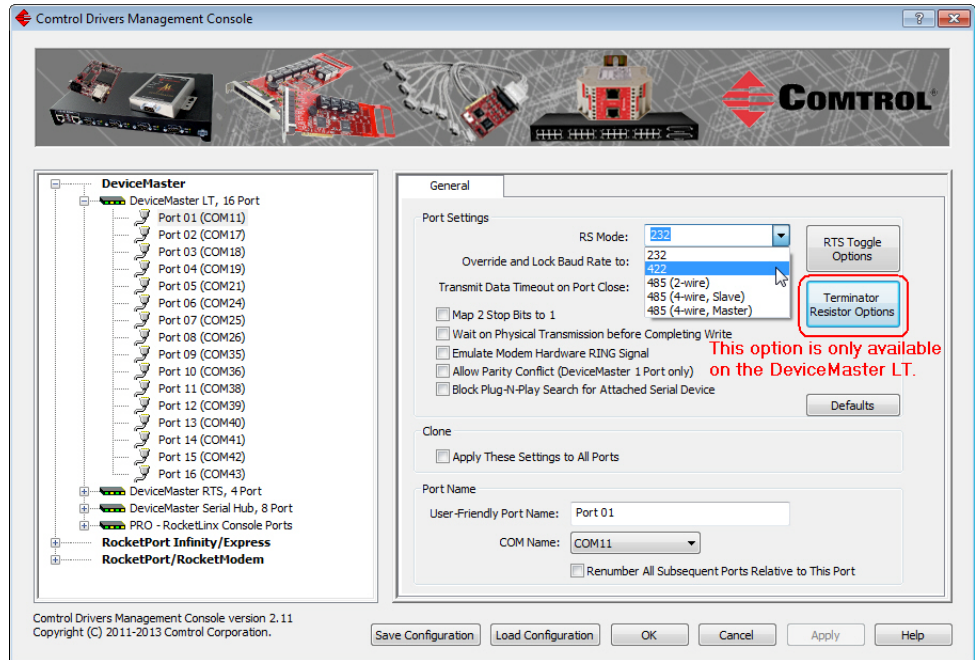 Comtrol Drivers Management Console
COMTROL
DeviceMaster
DeviceMaster LT, 16 Port
Port 01 (COM11)
Port 02 (COM17)
Port 03 (COM18)
Port 04 (COM19)
Port 05 (COM21)
Port 06 (COM24)
Port 07 (COM25)
Port 08 (COM26)
Port 09 (COM35)
Port 10 (COM36)
Port 11 (COM38)
Port 12 (COM39)
Port 13 (COM40)
Port 14 (COM41)
Port 15 (COM42)
Port 16 (COM43)
DeviceMaster RTS, 4 Port
DeviceMaster Serial Hub, 8 Port
PRO - RocketLinx Console Ports
RocketPort Infinity/Express
RocketPort/RocketModem
General
Port Settings
RS Mode: 232
232
422
485 (2-wire)
485 (4-wire, Slave)
485 (4-wire, Master)
Override and Lock Baud Rate to:
Transmit Data Timeout on Port Close:
RTS Toggle
Options
Terminator
Resistor Options
Map 2 Stop Bits to 1
Wait on Physical Transmission before Completing Write
Emulate Modem Hardware RING Signal
Allow Parity Conflict (DeviceMaster 1 Port only)
Block Plug-N-Play Search for Attached Serial Device
This option is only available
on the DeviceMaster LT.
Defaults
Clone
Apply These Settings to All Ports
Port Name
User-Friendly Port Name: Port 01
COM Name: COM11
Renumber All Subsequent Ports Relative to This Port
Comtrol Drivers Management Console version 2.11
Copyright (C) 2011-2013 Comtrol Corporation.
Save Configuration
Load Configuration
OK
Cancel
Apply
Help